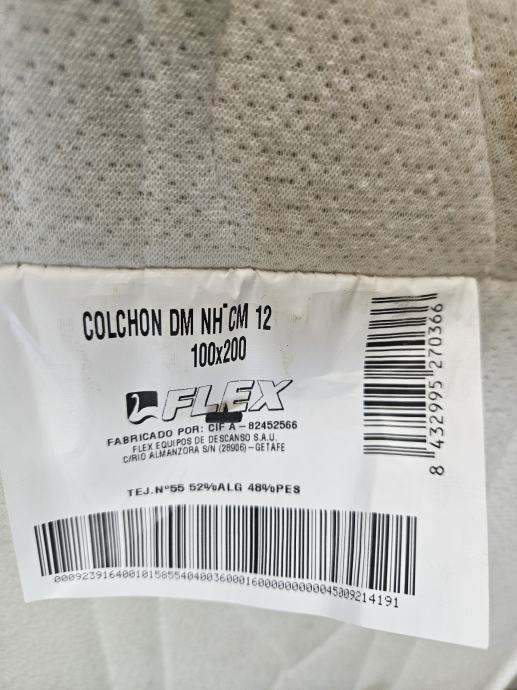 COLCHON DM NH CM 12
100x200
FLEX
FABRICADO POR: CIF A - 82452566
FLEX EQUIPOS DE DESCANSO S.A.U.
C/RIO ALMANZORA S/N (28906) - GETAFE
TEJ.Nº55 52%ALG 48%PES
8 432995 270366